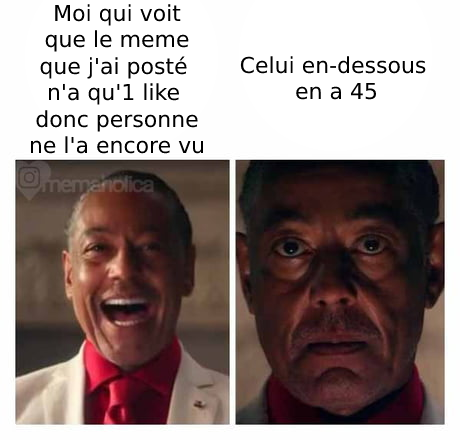 Moi qui voit
que le meme
que j'ai posté
n'a qu'1 like
donc personne
ne l'a encore vu
Celui en-dessous
en a 45
memaholica